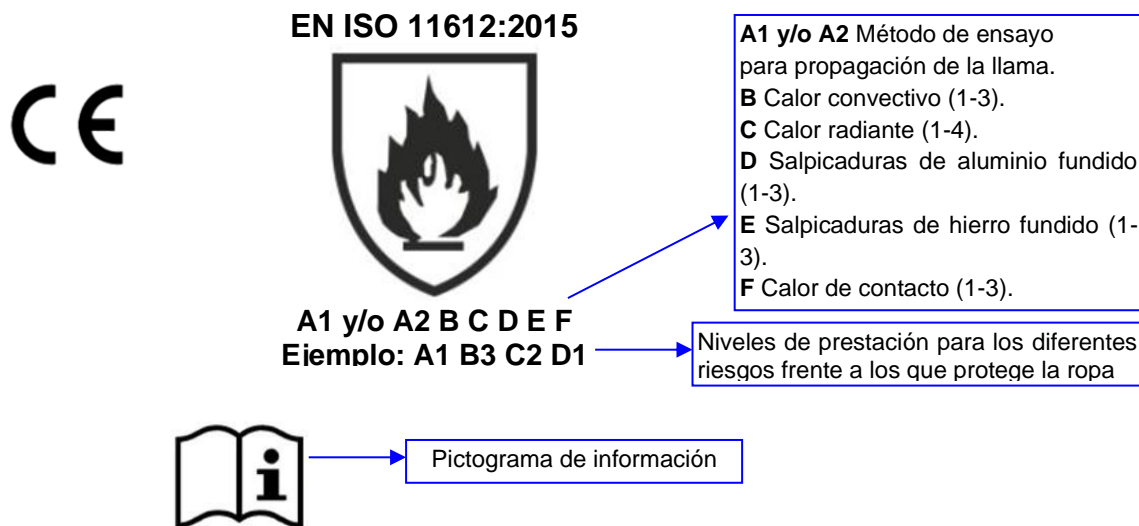 EN ISO 11612:2015
CE
A1 y/o A2 B C D E F
Ejemplo: A1 B3 C2 D1
A1 y/o A2 Método de ensayo
para propagación de la llama.
B Calor convectivo (1-3).
C Calor radiante (1-4).
D Salpicaduras de aluminio fundido
(1-3).
E Salpicaduras de hierro fundido (1-
3).
F Calor de contacto (1-3).
Niveles de prestación para los diferentes
riesgos frente a los que protege la ropa
i
Pictograma de información